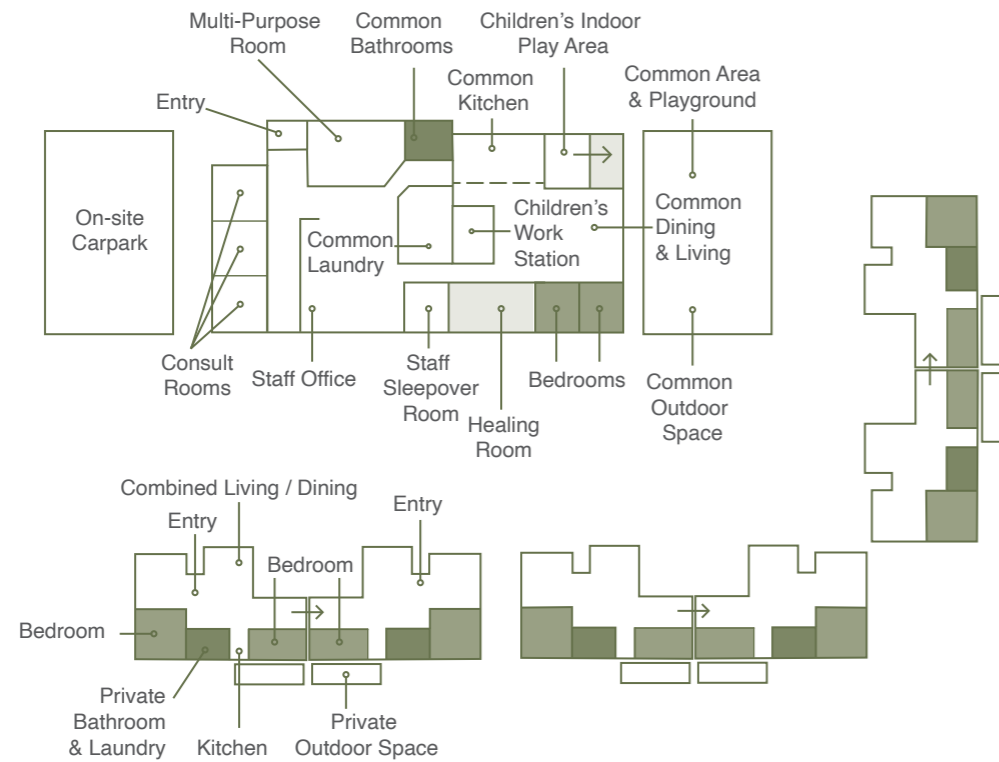 Multi-Purpose
Room
Common
Bathrooms
Children’s Indoor
Play Area
Common
Kitchen
Common Area
& Playground
Entry
On-site
Carpark
Common
Laundry
Children’s
Work
Station
Common
Dining
& Living
Consult
Rooms
Staff Office
Staff
Sleepover
Room
Healing
Room
Bedrooms
Common
Outdoor
Space
Combined Living / Dining
Entry
Entry
Bedroom
Bedroom
Private
Bathroom
& Laundry
Kitchen
Private
Outdoor Space